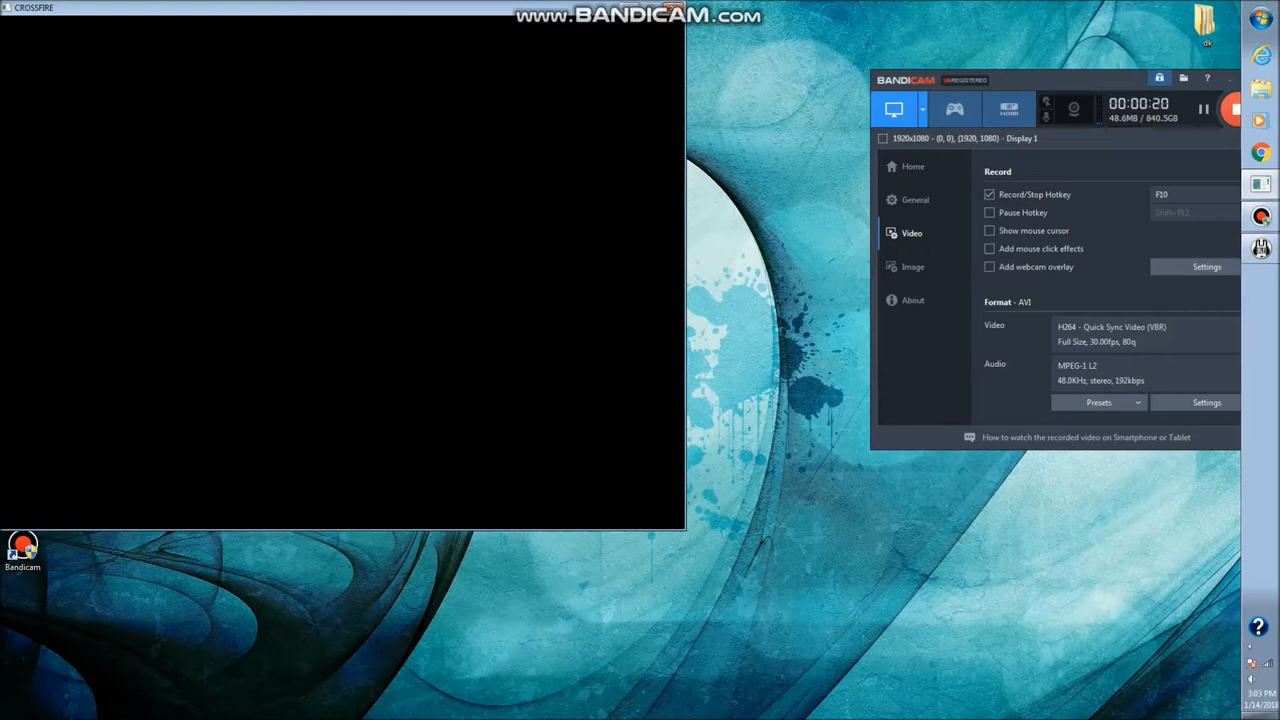 CROSSFIRE
www.BANDICAM.com
dk
BANDICAM UNREGISTERED
?
HDMI
00:00:20
48.6MB / 840.5GB
1920x1080 - (0, 0), (1920, 1080) - Display 1
Home
General
Video
Image
About
Record
Record/Stop Hotkey F10
Pause Hotkey Shift+F12
Show mouse cursor
Add mouse click effects
Add webcam overlay Settings
Format - AVI
Video H264 - Quick Sync Video (VBR)
Full Size, 30.00fps, 80q
Audio MPEG-1 L2
48.0KHz, stereo, 192kbps
Presets Settings
How to watch the recorded video on Smartphone or Tablet
Bandicam
?
3:03 PM